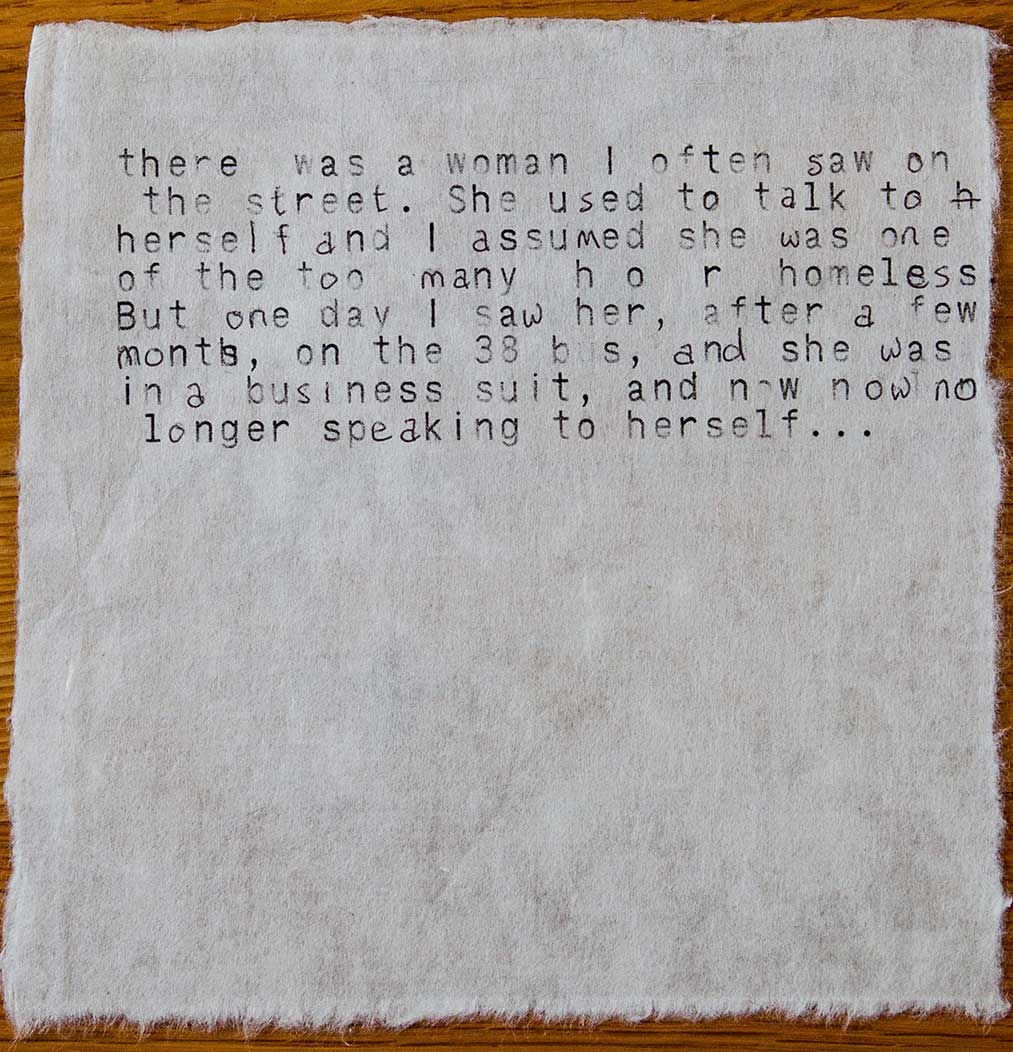 there was a woman I often saw on
the street. She used to talk to h
herself and I assumed she was one
of the too many h o r homeless.
But one day I saw her, after a few
months, on the 38 bus, and she was
in a business suit, and now now no
longer speaking to herself...